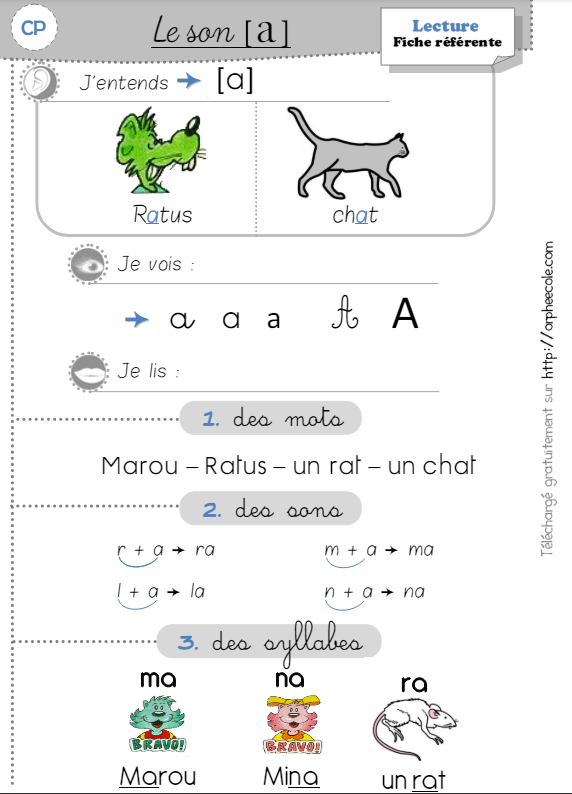 CP
Le son [a]
Lecture
Fiche référente
J'entends → [a]
Ratus
chat
Je vois :
→ a a a A A
Je lis :
1. des mots
Marou – Ratus – un rat – un chat
2. des sons
r + a → ra
m + a → ma
l + a → la
n + a → na
3. des syllabes
ma
na
ra
BRAVO!
BRAVO!
Marou
Mina
un rat
Téléchargé gratuitement sur http://orpheecole.com